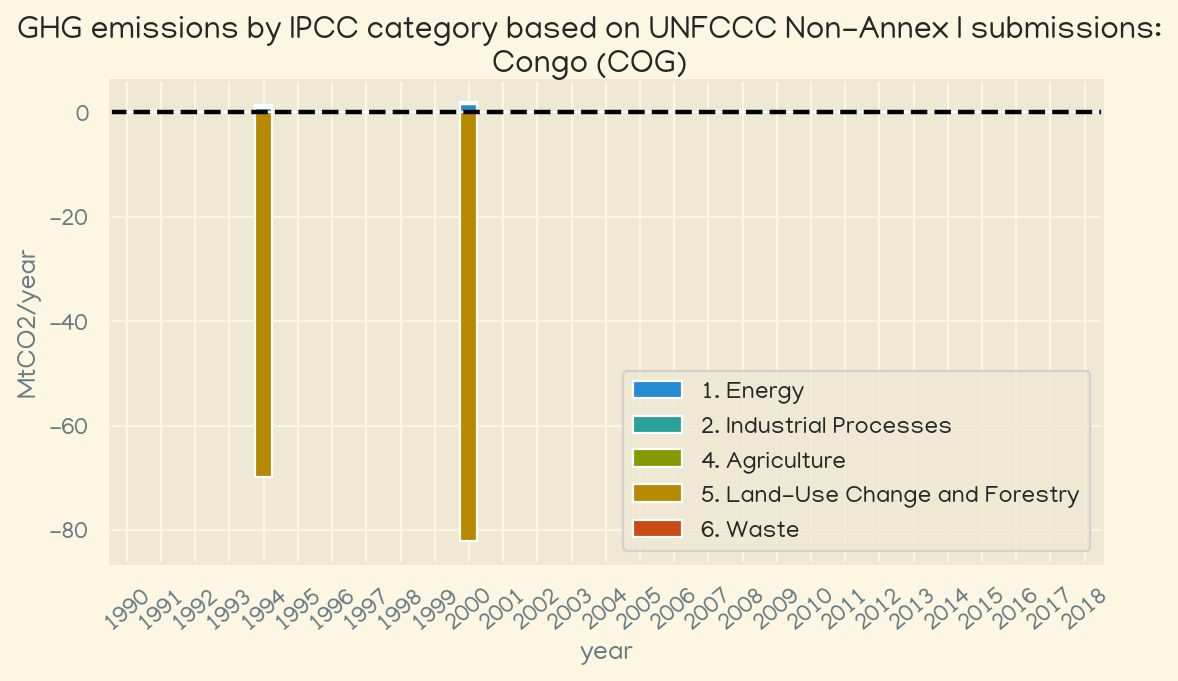 GHG emissions by IPCC category based on UNFCCC Non-Annex I submissions:
Congo (COG)
0
-20
-40
-60
-80
MtCO2/year
1. Energy
2. Industrial Processes
4. Agriculture
5. Land-Use Change and Forestry
6. Waste
1990 1991 1992 1993 1994 1995 1996 1997 1998 1999 2000 2001 2002 2003 2004 2005 2006 2007 2008 2009 2010 2011 2012 2013 2014 2015 2016 2017 2018
year